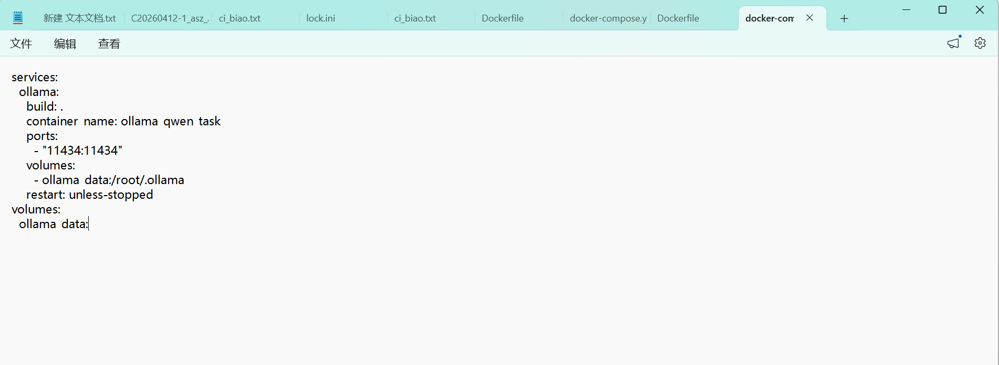 新建 文本文档.txt
C20260412-1_asz_
ci_biao.txt
lock.ini
ci_biao.txt
Dockerfile
docker-compose.y
Dockerfile
docker-com
文件 编辑 查看
services:
  ollama:
    build: .
    container name: ollama qwen task
    ports:
      - "11434:11434"
    volumes:
      - ollama data:/root/.ollama
    restart: unless-stopped
volumes:
  ollama data: